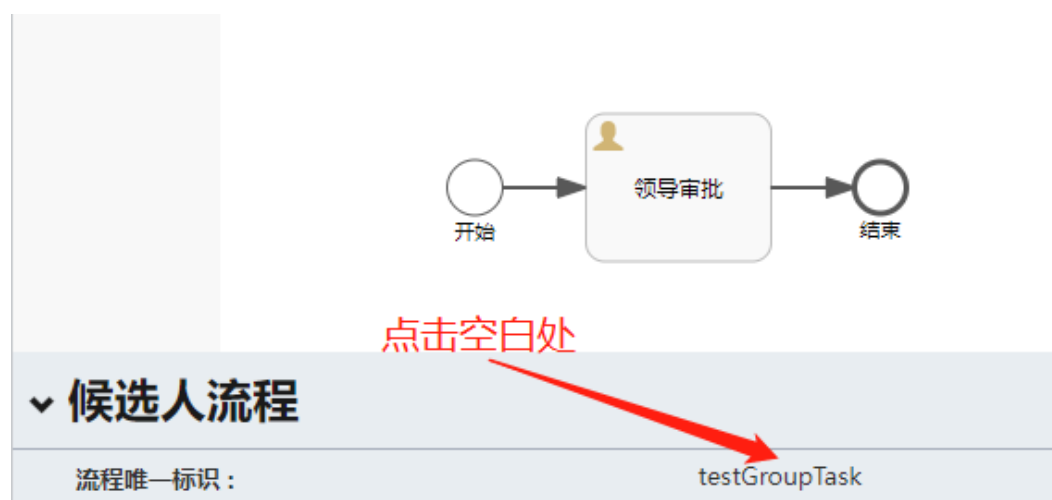 领导审批
开始
结束
点击空白处
候选人流程
流程唯一标识： testGroupTask